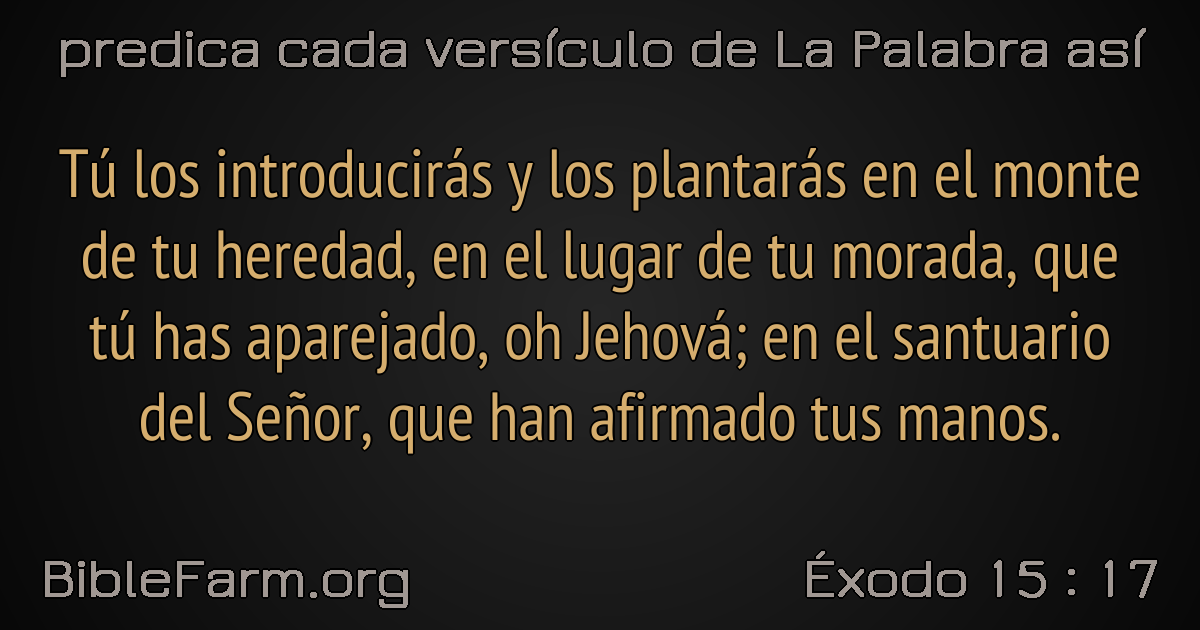 predica cada versículo de La Palabra así
Tú los introducirás y los plantarás en el monte
de tu heredad, en el lugar de tu morada, que
tú has aparejado, oh Jehová; en el santuario
del Señor, que han afirmado tus manos.
BibleFarm.org
Éxodo 15 : 17